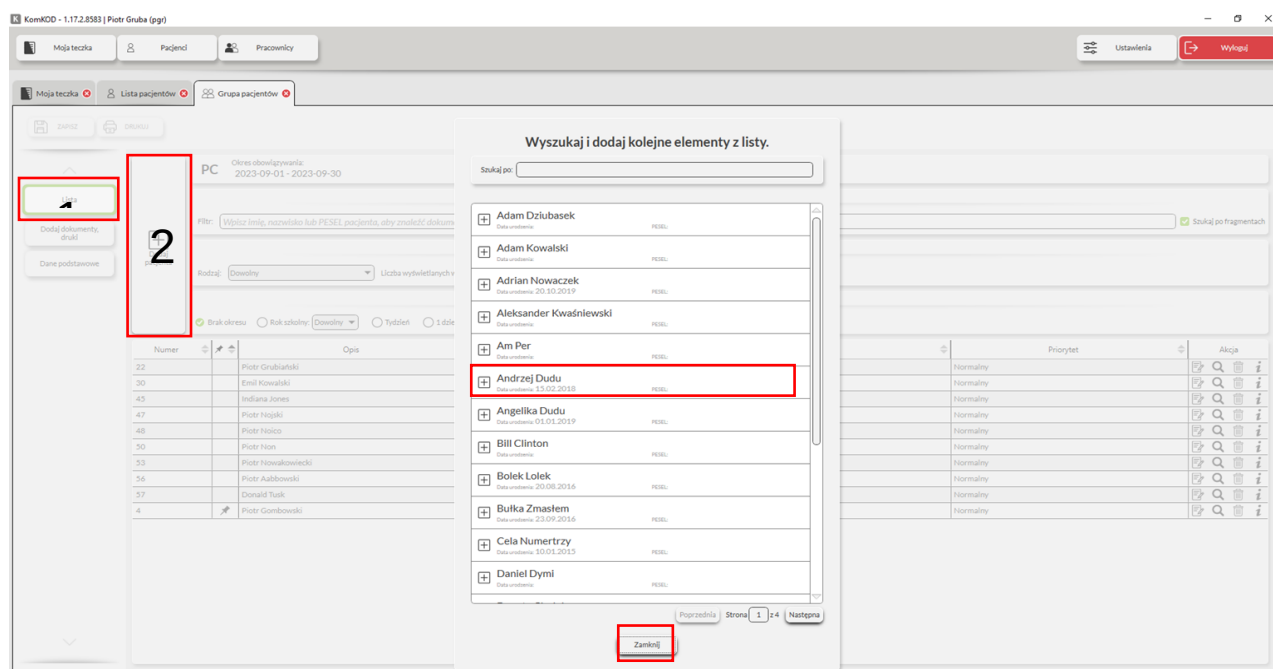 K KomKOD - 1.17.2.8583 | Piotr Gruba (pgr)
Moja teczka Pacjenci Pracownicy Ustawienia Wyloguj
Moja teczka Lista pacjentów Grupa pacjentów
ZAPISZ DRUKUJ
Lista
Dodaj dokumenty,
druki
Dane podstawowe
2
PC Okres obowiązywania:
2023-09-01 - 2023-09-30
Filtr: Wpisz imię, nazwisko lub PESEL pacjenta, aby znaleźć dokum
Szukaj po fragmentach
Rodzaj: Dowolny Liczba wyświetlanych w
Brak okresu Rok szkolny: Dowolny Tydzień 1 dzie
Numer Opis Priorytet Akcja
22 Piotr Grubiański Normalny
30 Emil Kowalski Normalny
45 Indiana Jones Normalny
47 Piotr Nojski Normalny
48 Piotr Noico Normalny
50 Piotr Non Normalny
53 Piotr Nowakowiecki Normalny
56 Piotr Aabbowski Normalny
57 Donald Tusk Normalny
4 Piotr Gombowski Normalny
Wyszukaj i dodaj kolejne elementy z listy.
Szukaj po:
Adam Dziubasek
Data urodzenia: PESEL:
Adam Kowalski
Data urodzenia: PESEL:
Adrian Nowaczek
Data urodzenia: 20.10.2019 PESEL:
Aleksander Kwaśniewski
Data urodzenia: PESEL:
Am Per
Data urodzenia: PESEL:
Andrzej Dudu
Data urodzenia: 15.02.2018 PESEL:
Angelika Dudu
Data urodzenia: 01.01.2019 PESEL:
Bill Clinton
Data urodzenia: PESEL:
Bolek Lolek
Data urodzenia: 20.08.2016 PESEL:
Bułka Zmasłem
Data urodzenia: 23.09.2016 PESEL:
Cela Numertrzy
Data urodzenia: 10.01.2015 PESEL:
Daniel Dymi
Data urodzenia: PESEL:
Poprzednia Strona 1 z 4 Następna
Zamknij